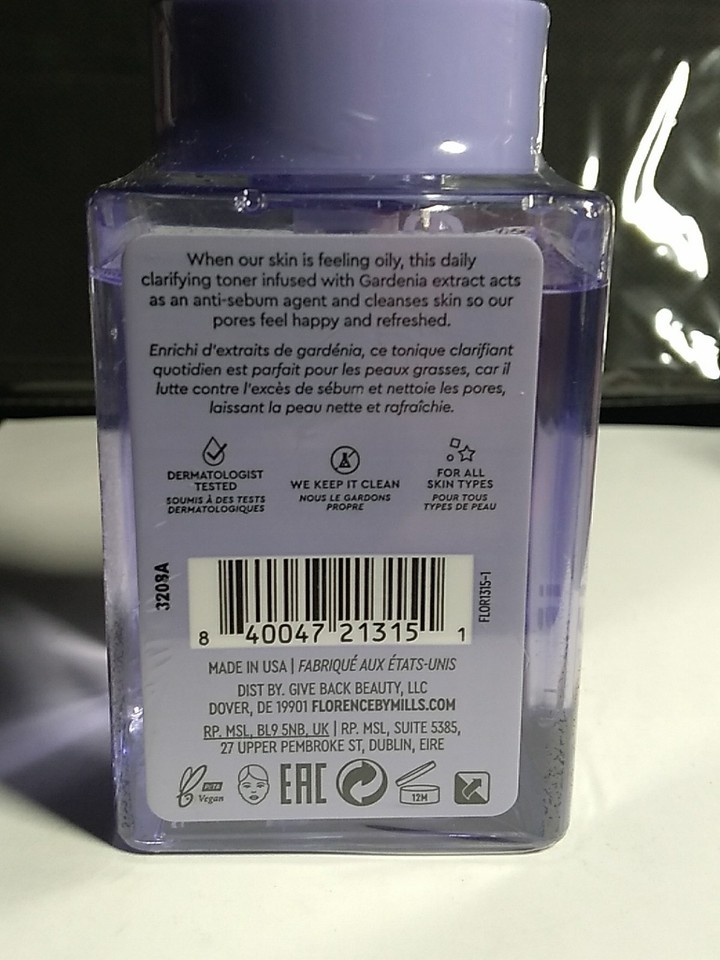 When our skin is feeling oily, this daily
clarifying toner infused with Gardenia extract acts
as an anti-sebum agent and cleanses skin so our
pores feel happy and refreshed.
Enrichi d'extraits de gardénia, ce tonique clarifiant
quotidien est parfait pour les peaux grasses, car il
lutte contre l'excès de sébum et nettoie les pores,
laissant la peau nette et rafraîchie.
DERMATOLOGIST
TESTED
SOUMIS À DES TESTS
DERMATOLOGIQUES
WE KEEP IT CLEAN
NOUS LE GARDONS
PROPRE
FOR ALL
SKIN TYPES
POUR TOUS
TYPES DE PEAU
3208A
8 40047 21315 1
FLOR1315-1
MADE IN USA | FABRIQUÉ AUX ÉTATS-UNIS
DIST BY. GIVE BACK BEAUTY, LLC
DOVER, DE 19901 FLORENCEBYMILLS.COM
RP. MSL, BL9 5NB, UK | RP. MSL, SUITE 5385,
27 UPPER PEMBROKE ST, DUBLIN, EIRE
PETA
Vegan
EAC
12M